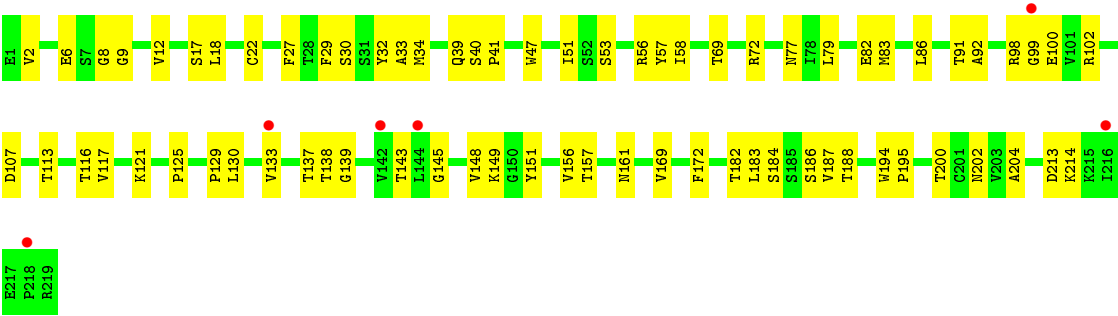 E1 V2 E6 S7 G8 G9 V12 S17 L18 C22 F27 T28 F29 S30 S31 Y32 A33 M34 Q39 S40 P41 W47 I51 S52 S53 R56 Y57 I58 T69 R72 N77 I78 L79 E82 M83 L86 T91 A92 R98 G99 E100 V101 R102
D107 T113 T116 V117 K121 P125 P129 L130 V133 T137 T138 G139 V142 T143 L144 G145 V148 K149 G150 Y151 V156 T157 N161 V169 F172 T182 L183 S184 S185 S186 V187 T188 W194 P195 T200 C201 N202 V203 A204 D213 K214 K215 I216
E217 P218 R219